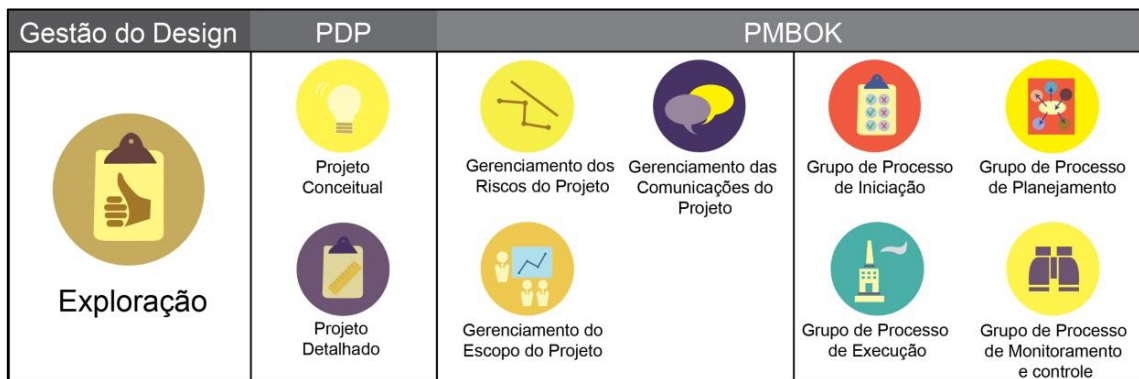 Gestão do Design
PDP
PMBOK
Exploração
Projeto
Conceitual
Projeto
Detalhado
Gerenciamento dos
Riscos do Projeto
Gerenciamento das
Comunicações do
Projeto
Gerenciamento do
Escopo do Projeto
Grupo de Processo
de Iniciação
Grupo de Processo
de Planejamento
Grupo de Processo
de Execução
Grupo de Processo
de Monitoramento
e controle